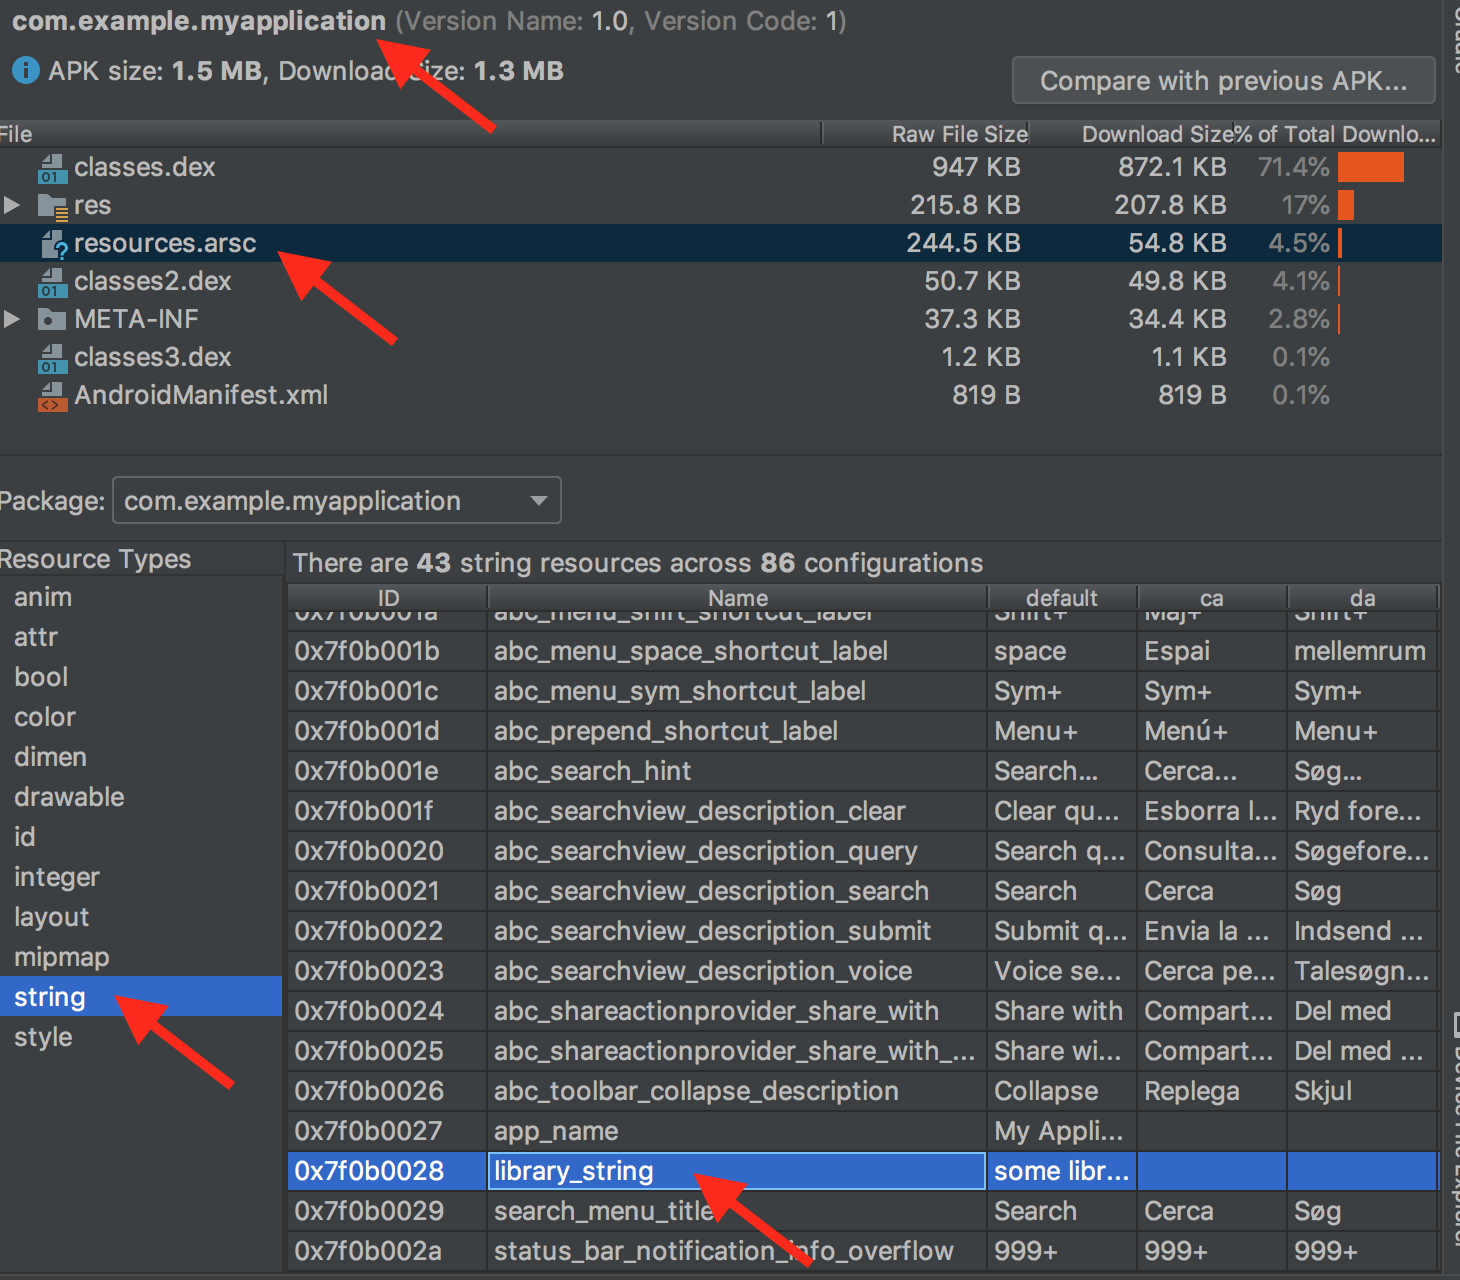 com.example.myapplication (Version Name: 1.0, Version Code: 1)
APK size: 1.5 MB, Download Size: 1.3 MB
Compare with previous APK...
File Raw File Size Download Size % of Total Downlo...
classes.dex 947 KB 872.1 KB 71.4%
res 215.8 KB 207.8 KB 17%
resources.arsc 244.5 KB 54.8 KB 4.5%
classes2.dex 50.7 KB 49.8 KB 4.1%
META-INF 37.3 KB 34.4 KB 2.8%
classes3.dex 1.2 KB 1.1 KB 0.1%
AndroidManifest.xml 819 B 819 B 0.1%
Package: com.example.myapplication
Resource Types
anim
attr
bool
color
dimen
drawable
id
integer
layout
mipmap
string
style
There are 43 string resources across 86 configurations
ID Name default ca da
0x7f0b001a abc_menu_shift_shortcut_label Shift+ Maj+ Shift+
0x7f0b001b abc_menu_space_shortcut_label space Espai mellemrum
0x7f0b001c abc_menu_sym_shortcut_label Sym+ Sym+ Sym+
0x7f0b001d abc_prepend_shortcut_label Menu+ Menú+ Menu+
0x7f0b001e abc_search_hint Search... Cerca... Søg...
0x7f0b001f abc_searchview_description_clear Clear qu... Esborra l... Ryd fore...
0x7f0b0020 abc_searchview_description_query Search q... Consulta... Søgefore...
0x7f0b0021 abc_searchview_description_search Search Cerca Søg
0x7f0b0022 abc_searchview_description_submit Submit q... Envia la ... Indsend ...
0x7f0b0023 abc_searchview_description_voice Voice se... Cerca pe... Talesøgn...
0x7f0b0024 abc_shareactionprovider_share_with Share with Compart... Del med
0x7f0b0025 abc_shareactionprovider_share_with_... Share wi... Compart... Del med ...
0x7f0b0026 abc_toolbar_collapse_description Collapse Replega Skjul
0x7f0b0027 app_name My Appli...
0x7f0b0028 library_string some libr...
0x7f0b0029 search_menu_title Search Cerca Søg
0x7f0b002a status_bar_notification_info_overflow 999+ 999+ 999+